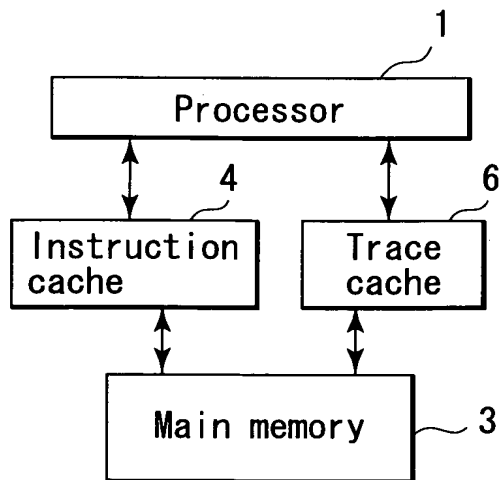 1
Processor
4
6
Instruction
cache
Trace
cache
Main memory
3